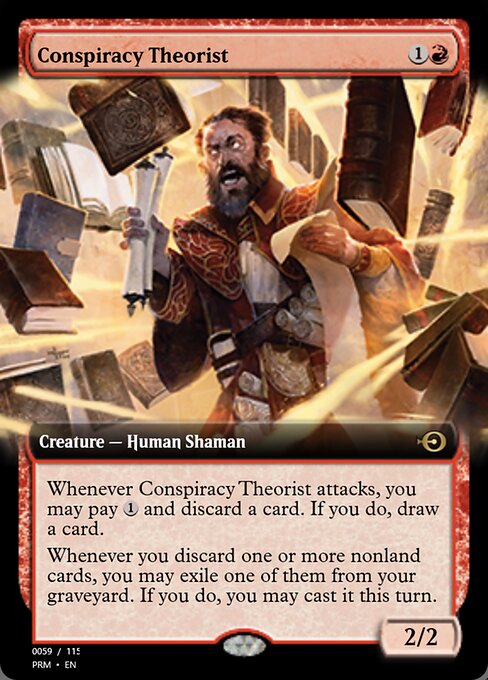 Conspiracy Theorist 1
Creature — Human Shaman
Whenever Conspiracy Theorist attacks, you
may pay 1 and discard a card. If you do, draw
a card.
Whenever you discard one or more nonland
cards, you may exile one of them from your
graveyard. If you do, you may cast it this turn.
2/2
0059 / 115
PRM • EN